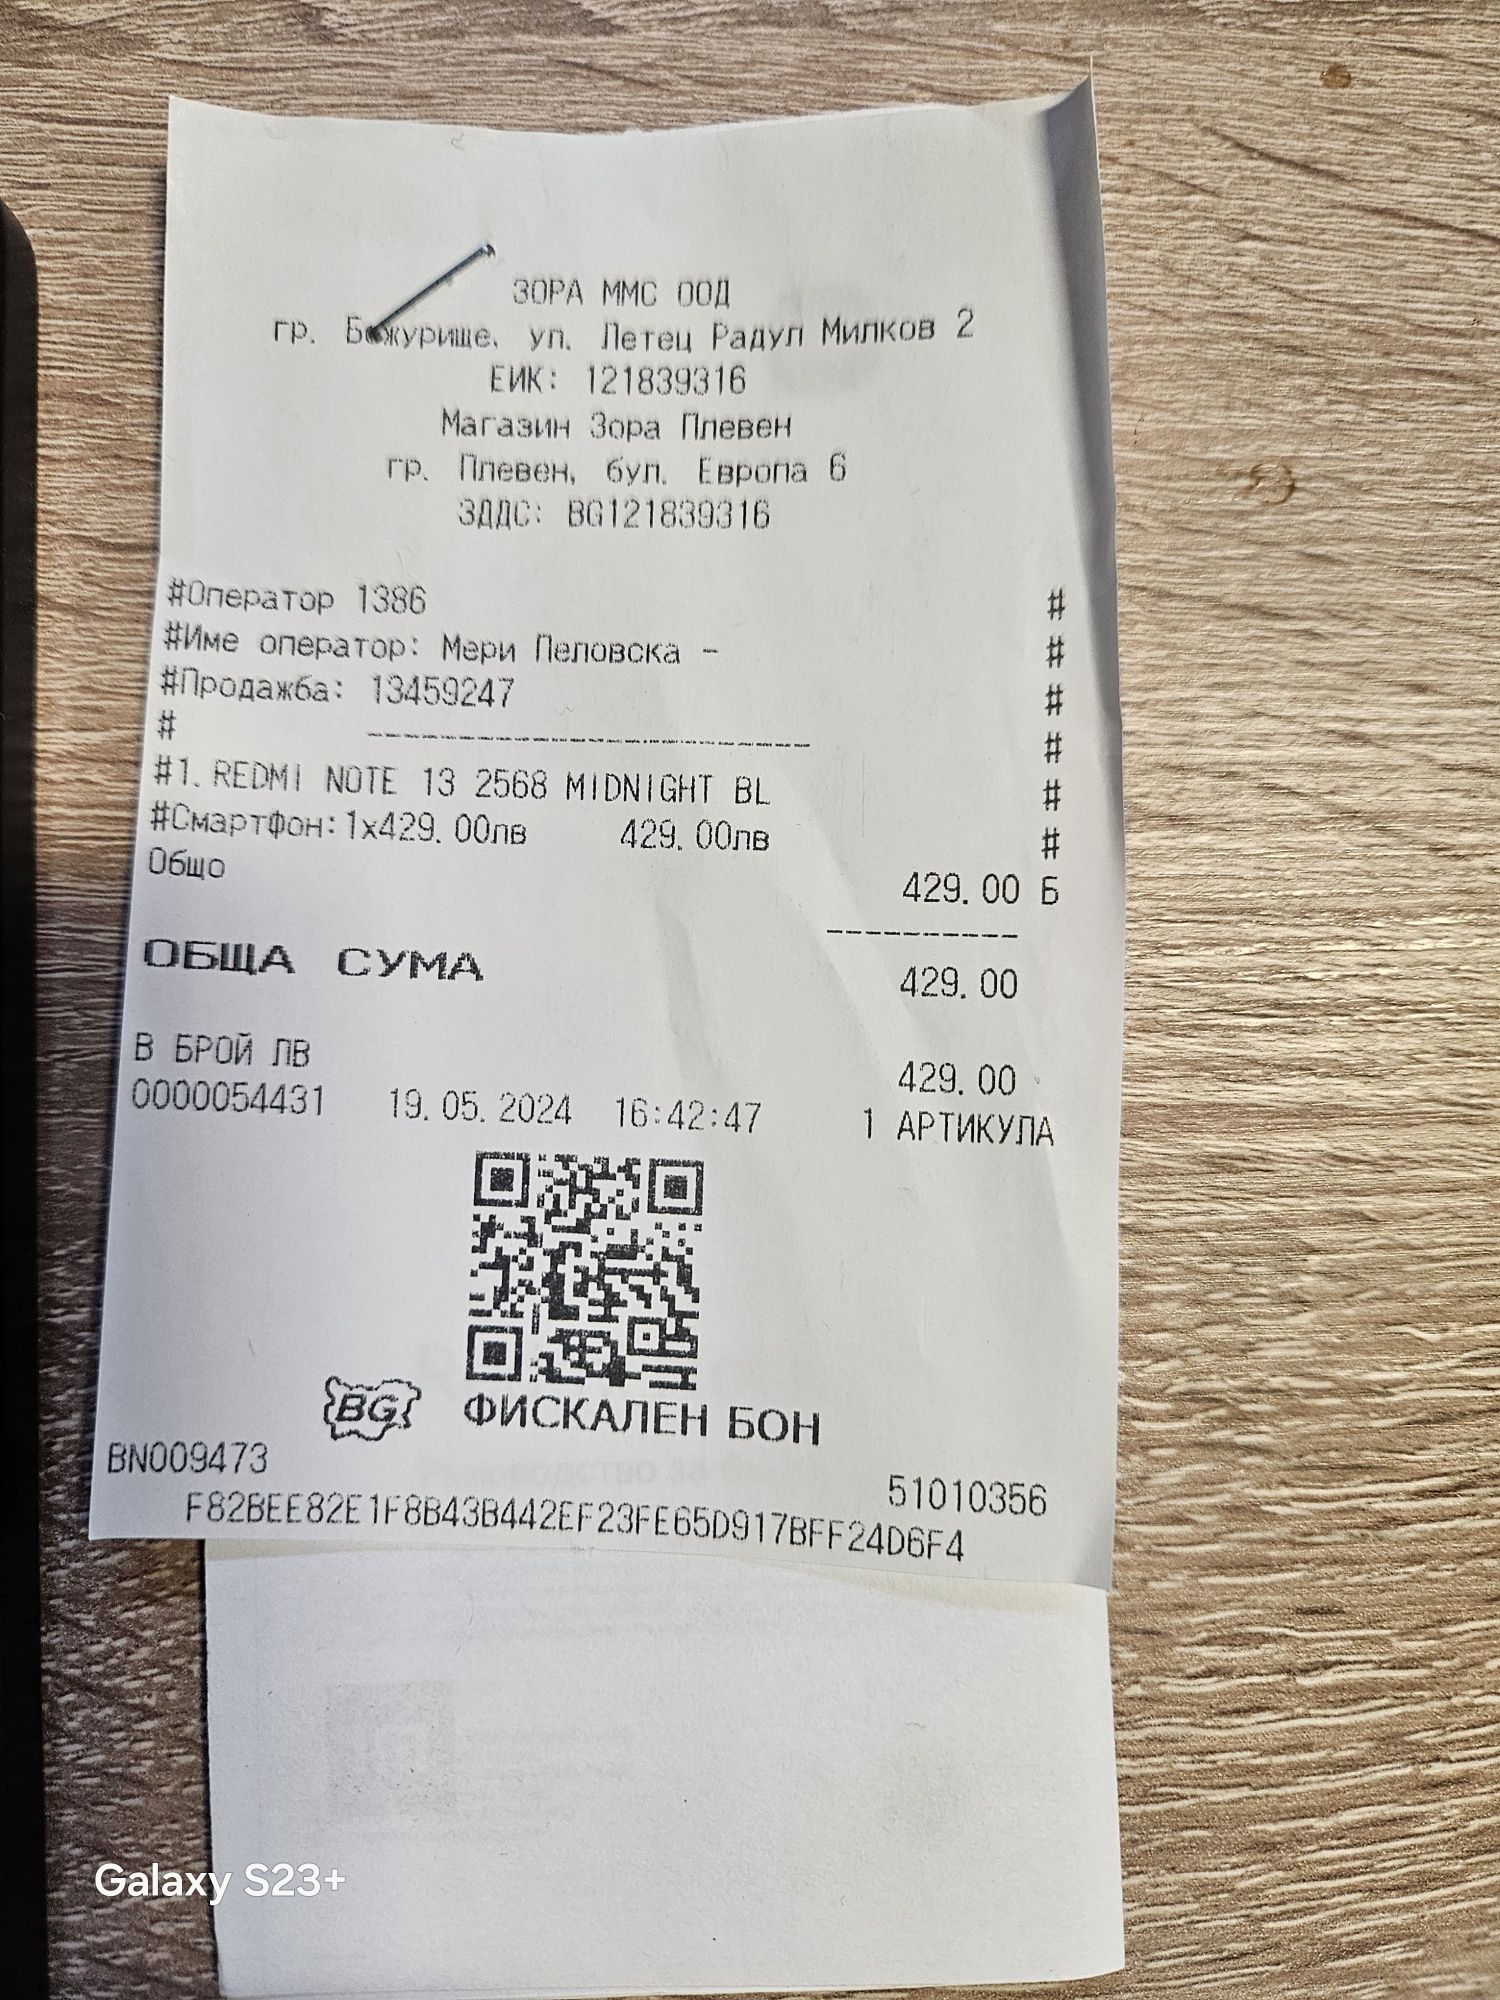 ЗОРА ММС ООД
гр. Божурище, ул. Летец Радул Милков 2
ЕИК: 121839316
Магазин Зора Плевен
гр. Плевен, бул. Европа 6
ЗДДС: BG121839316
#Оператор 1386 #
#Име оператор: Мери Пеловска - #
#Продажба: 13459247 #
# ------------------------------ #
#1. REDMI NOTE 13 2568 MIDNIGHT BL #
#Смартфон:1x429.00лв 429.00лв #
Общо 429.00 Б
ОБЩА СУМА 429.00
В БРОЙ ЛВ 429.00
0000054431 19.05.2024 16:42:47 1 АРТИКУЛА
BG ФИСКАЛЕН БОН
BN009473 51010356
F82BEE82E1F8B43B442EF23FE65D917BFF24D6F4
Galaxy S23+